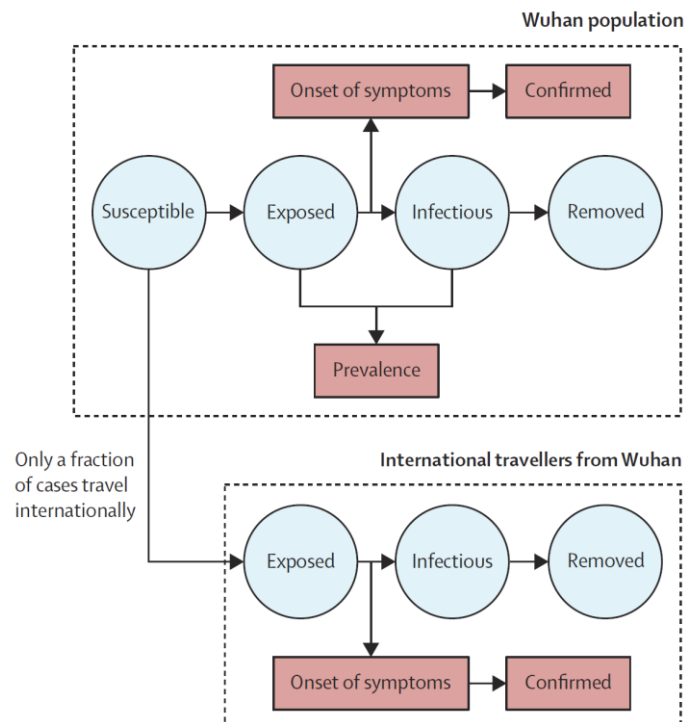 Wuhan population
Onset of symptoms
Confirmed
Susceptible
Exposed
Infectious
Removed
Prevalence
Only a fraction
of cases travel
internationally
International travellers from Wuhan
Exposed
Infectious
Removed
Onset of symptoms
Confirmed